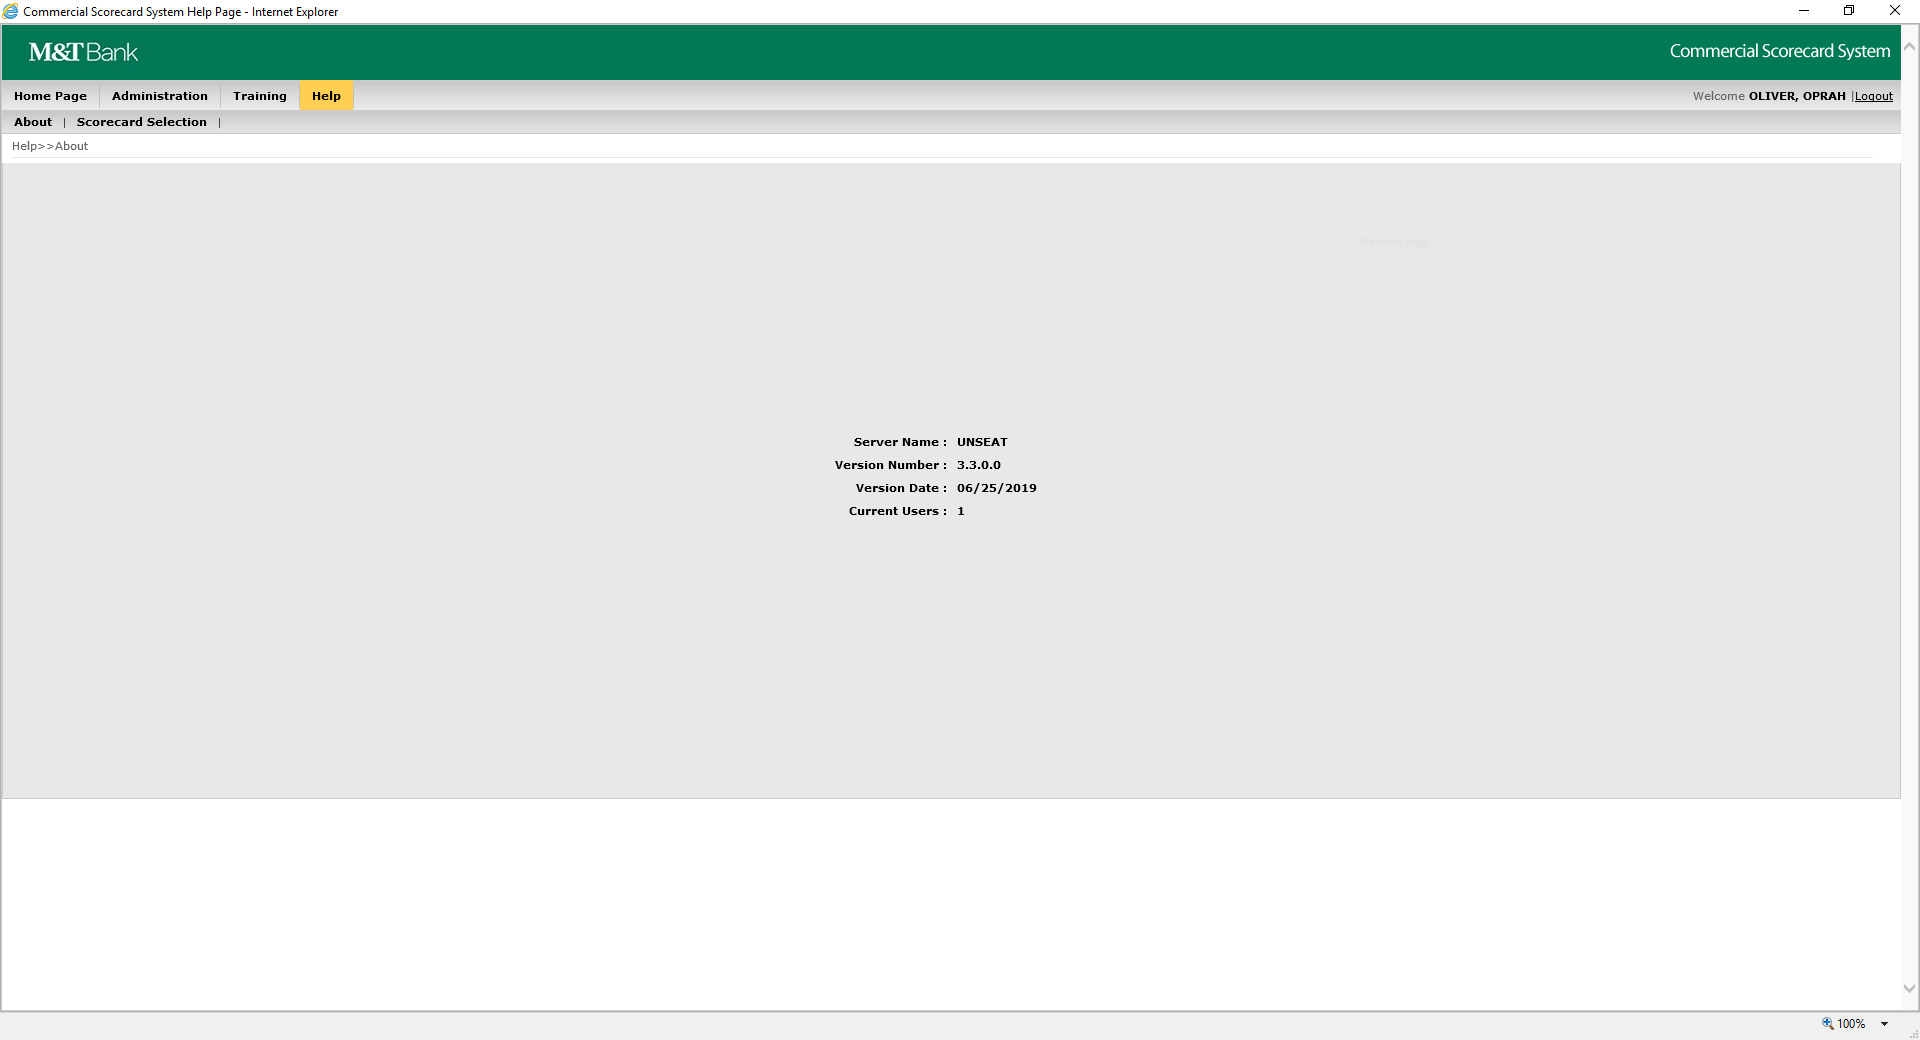 Commercial Scorecard System Help Page - Internet Explorer
M&T Bank
Commercial Scorecard System
Home Page Administration Training Help
Welcome OLIVER, OPRAH |Logout
About | Scorecard Selection |
Help>>About
Window Snip
Server Name : UNSEAT
Version Number : 3.3.0.0
Version Date : 06/25/2019
Current Users : 1
100%